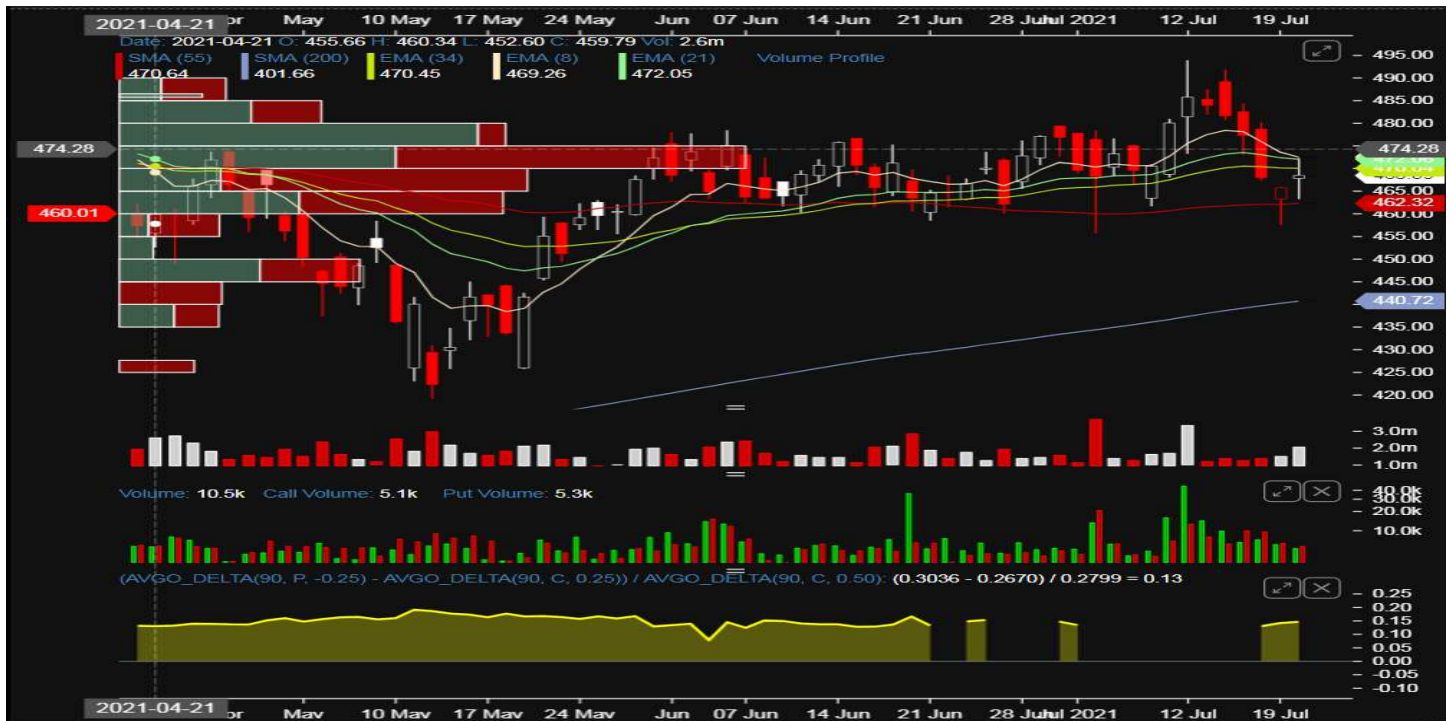 2021-04-21 or May 10 May 17 May 24 May Jun 07 Jun 14 Jun 21 Jun 28 Jun Jul 2021 12 Jul 19 Jul
Date: 2021-04-21 O: 455.66 H: 460.34 L: 452.60 C: 459.79 Vol: 2.6m
SMA (55) SMA (200) EMA (34) EMA (8) EMA (21) Volume Profile
470.64 401.66 470.45 469.26 472.05
495.00
490.00
485.00
480.00
474.28 474.28
465.00
462.32
460.01 460.00
455.00
450.00
445.00
440.72
435.00
430.00
425.00
420.00
3.0m
2.0m
1.0m
Volume: 10.5k Call Volume: 5.1k Put Volume: 5.3k
40.0k
30.0k
20.0k
10.0k
(AVGO_DELTA(90, P, -0.25) - AVGO_DELTA(90, C, 0.25)) / AVGO_DELTA(90, C, 0.50): (0.3036 - 0.2670) / 0.2799 = 0.13
0.25
0.20
0.15
0.10
0.05
0.00
-0.05
-0.10
2021-04-21 or May 10 May 17 May 24 May Jun 07 Jun 14 Jun 21 Jun 28 Jun Jul 2021 12 Jul 19 Jul